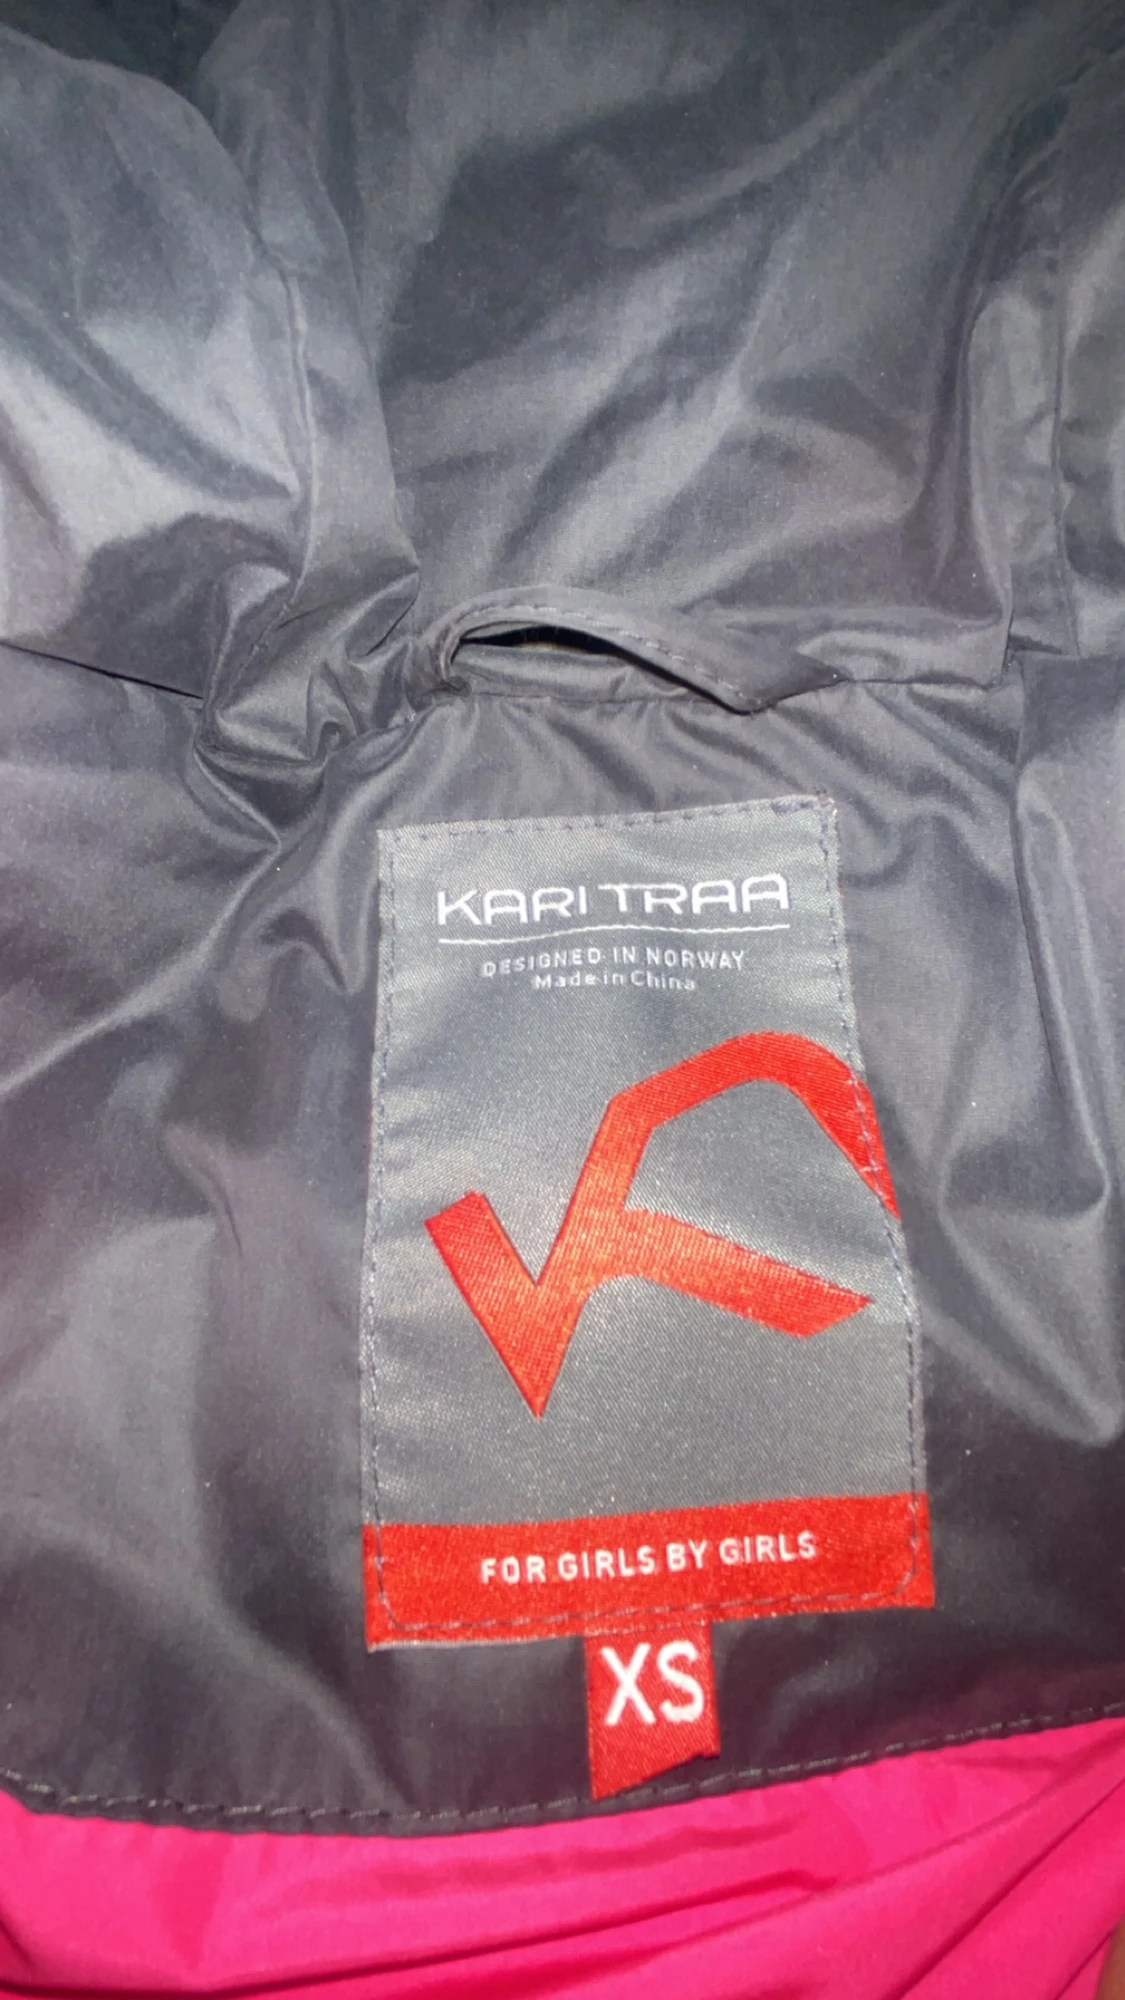 KARI TRAA
DESIGNED IN NORWAY
Made in China
FOR GIRLS BY GIRLS
XS